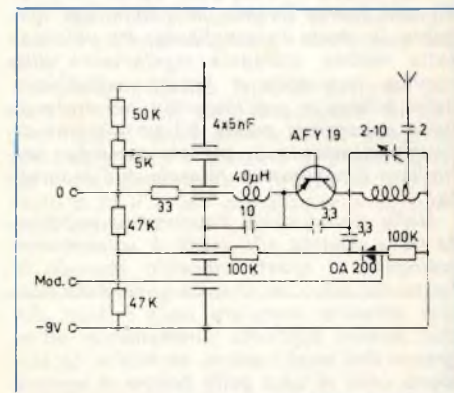 50K
4x5nF
AFY 19
2-10
2
5K
0
33
40μH
10
3,3
3,3
47K
100K
OA 200
100K
Mod.
47K
-9V